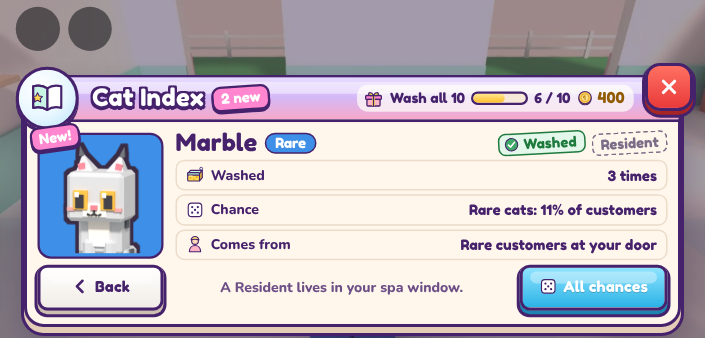 Cat Index
2 new
Wash all 10
6 / 10
400
New!
Marble
Rare
Washed
Resident
Washed
3 times
Chance
Rare cats: 11% of customers
Comes from
Rare customers at your door
Back
A Resident lives in your spa window.
All chances